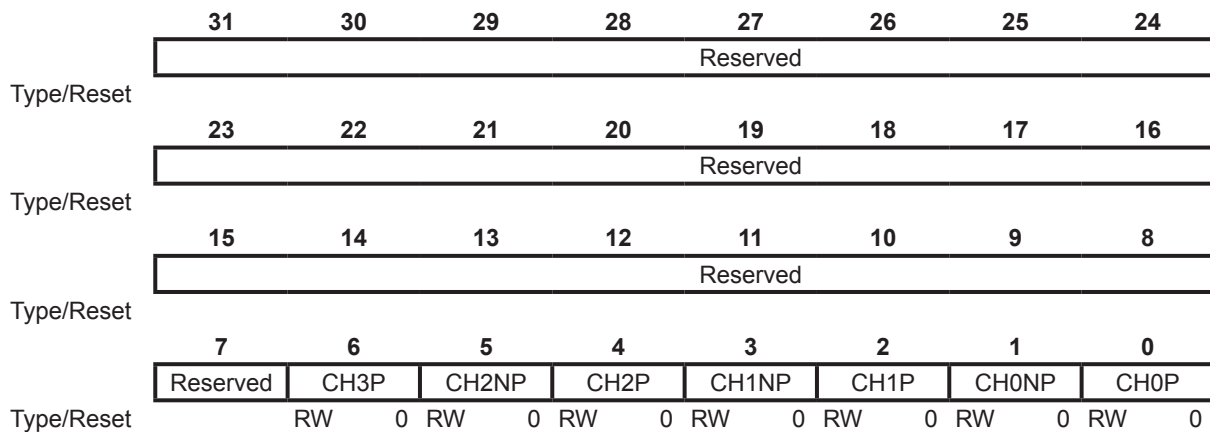 31 30 29 28 27 26 25 24
Reserved
Type/Reset
23 22 21 20 19 18 17 16
Reserved
Type/Reset
15 14 13 12 11 10 9 8
Reserved
Type/Reset
7 6 5 4 3 2 1 0
Reserved CH3P CH2NP CH2P CH1NP CH1P CH0NP CH0P
Type/Reset RW 0 RW 0 RW 0 RW 0 RW 0 RW 0 RW 0